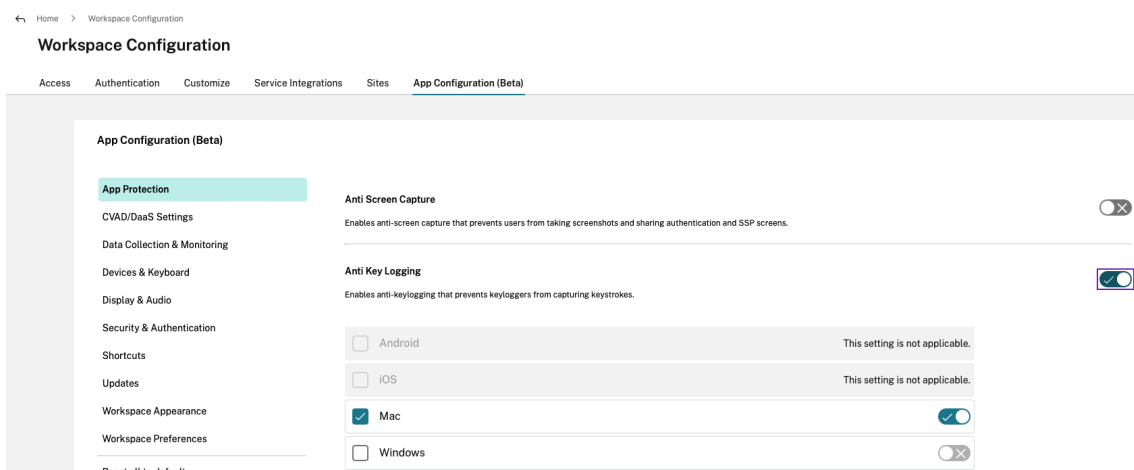 Home > Workspace Configuration
Workspace Configuration
Access Authentication Customize Service Integrations Sites App Configuration (Beta)
App Configuration (Beta)
App Protection
CVAD/DaaS Settings
Data Collection & Monitoring
Devices & Keyboard
Display & Audio
Security & Authentication
Shortcuts
Updates
Workspace Appearance
Workspace Preferences
Anti Screen Capture
Enables anti-screen capture that prevents users from taking screenshots and sharing authentication and SSP screens.
Anti Key Logging
Enables anti-keylogging that prevents keyloggers from capturing keystrokes.
Android This setting is not applicable.
iOS This setting is not applicable.
Mac
Windows